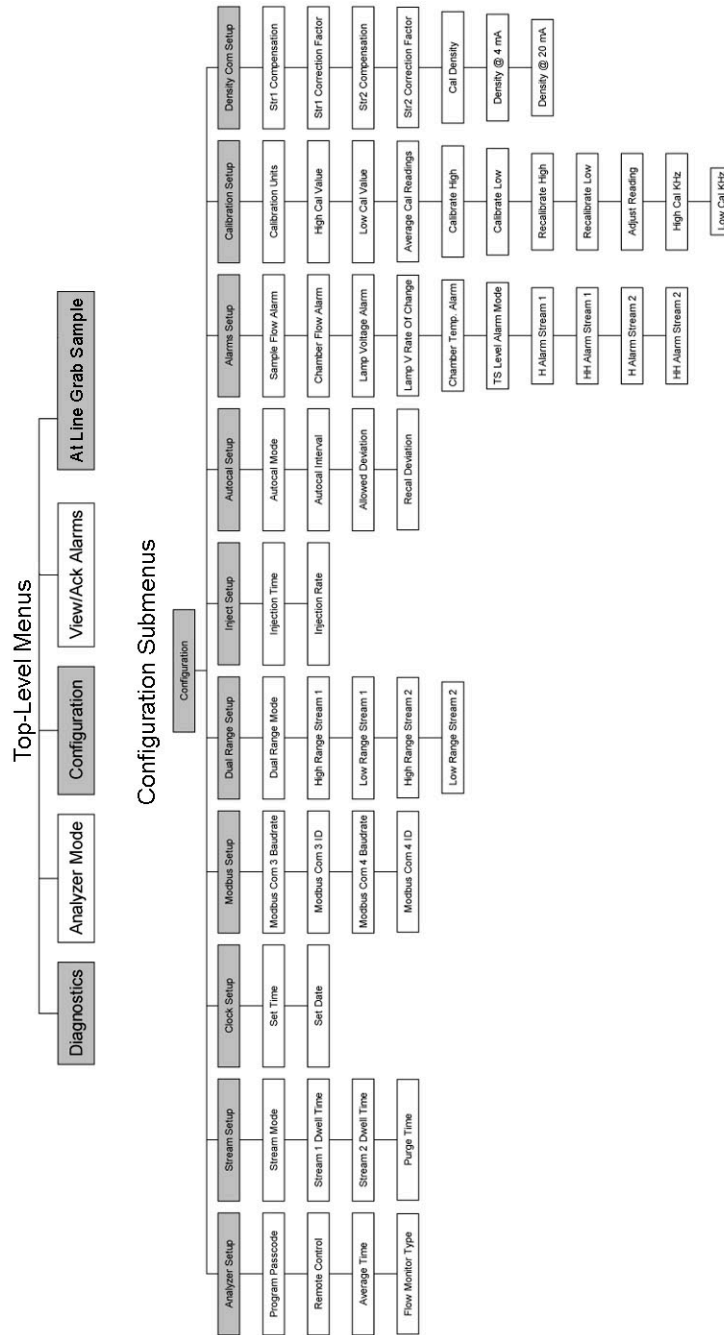 Top-Level Menus
Diagnostics
Analyzer Mode
Configuration
View/Ack Alarms
At Line Grab Sample
Configuration Submenus
Configuration
Analyzer Setup
Program Passcode
Remote Control
Average Time
Flow Monitor Type
Stream Setup
Stream Mode
Stream 1 Dwell Time
Stream 2 Dwell Time
Purge Time
Clock Setup
Set Time
Set Date
Modbus Setup
Modbus Com 3 Baudrate
Modbus Com 3 ID
Modbus Com 4 Baudrate
Modbus Com 4 ID
Dual Range Setup
Dual Range Mode
High Range Stream 1
Low Range Stream 1
High Range Stream 2
Low Range Stream 2
Inject Setup
Injection Time
Injection Rate
Autocal Setup
Autocal Mode
Autocal Interval
Allowed Deviation
Recal Deviation
Alarms Setup
Sample Flow Alarm
Chamber Flow Alarm
Lamp Voltage Alarm
Lamp V Rate Of Change
Chamber Temp. Alarm
TS Level Alarm Mode
H Alarm Stream 1
HH Alarm Stream 1
H Alarm Stream 2
HH Alarm Stream 2
Calibration Setup
Calibration Units
High Cal Value
Low Cal Value
Average Cal Readings
Calibrate High
Calibrate Low
Recalibrate High
Recalibrate Low
Adjust Reading
High Cal KHz
Low Cal KHz
Density Com Setup
Str1 Compensation
Str1 Correction Factor
Str2 Compensation
Str2 Correction Factor
Cal Density
Density @ 4 mA
Density @ 20 mA